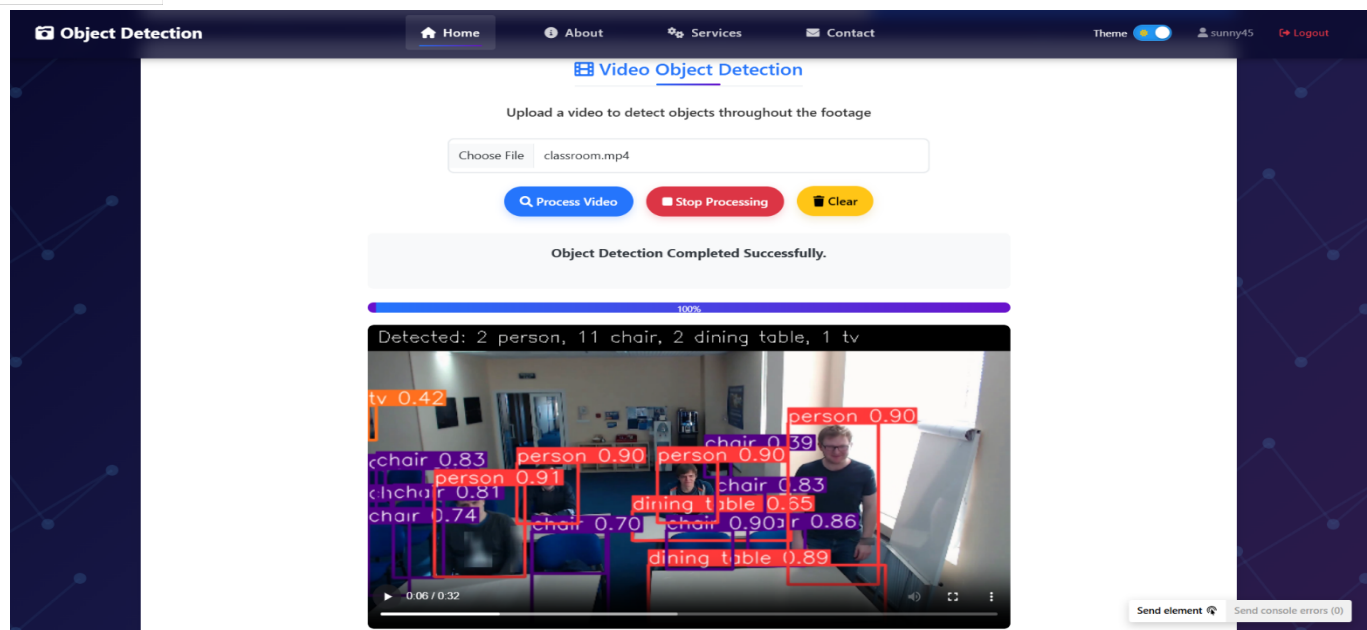 Object Detection
Home
About
Services
Contact
Theme
sunny45
Logout
Video Object Detection
Upload a video to detect objects throughout the footage
Choose File classroom.mp4
Process Video
Stop Processing
Clear
Object Detection Completed Successfully.
100%
Detected: 2 person, 11 chair, 2 dining table, 1 tv
tv 0.42
person 0.90
chair 0.39
chair 0.83
person 0.90
person 0.90
person 0.91
chair 0.83
0.81
dining table 0.65
chair 0.74
chair 0.70
chair 0.90
0.86
dining table 0.89
0:06 / 0:32
Send element
Send console errors (0)